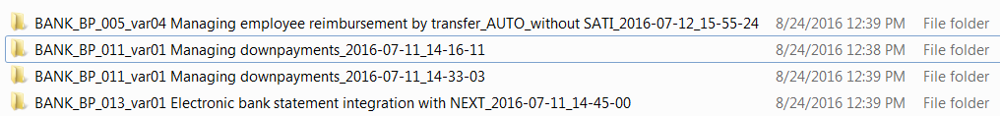 BANK_BP_005_var04 Managing employee reimbursement by transfer_AUTO_without SATI_2016-07-12_15-55-24 8/24/2016 12:39 PM File folder
BANK_BP_011_var01 Managing downpayments_2016-07-11_14-16-11 8/24/2016 12:38 PM File folder
BANK_BP_011_var01 Managing downpayments_2016-07-11_14-33-03 8/24/2016 12:39 PM File folder
BANK_BP_013_var01 Electronic bank statement integration with NEXT_2016-07-11_14-45-00 8/24/2016 12:39 PM File folder